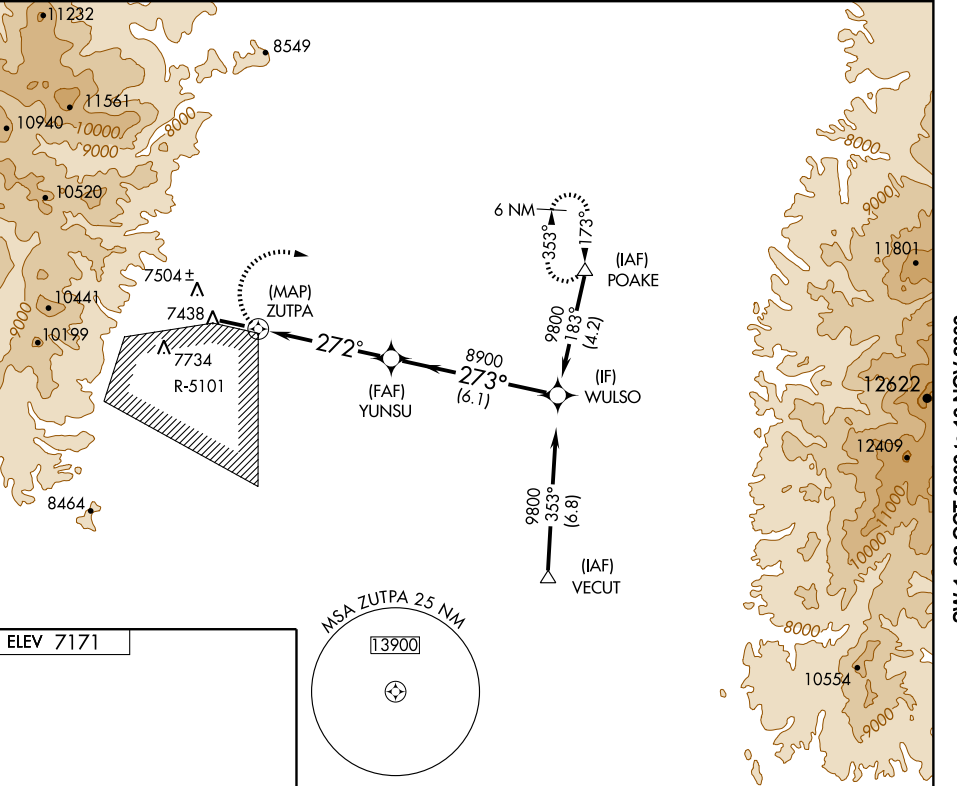 11232
8549
11561
10940
10000
8000
9000
10520
8000
9000
6 NM
353°
173°
(IAF)
POAKE
11801
7504±
(MAP)
ZUTPA
10441
7438
9000
10199
9800
183°
(4.2)
7734
R-5101
272°
(FAF)
YUNSU
8900
273°
(6.1)
(IF)
WULSO
12622
12409
8464
9800
353°
(6.8)
11000
10000
(IAF)
VECUT
MSA ZUTPA 25 NM
13900
ELEV 7171
8000
10554
9000